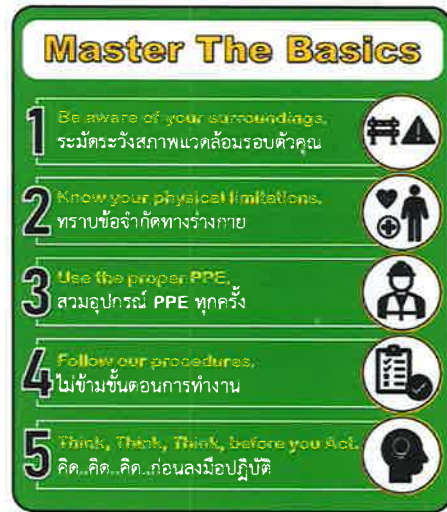 Master The Basics
1
Be aware of your surroundings.
ระมัดระวังสภาพแวดล้อมรอบตัวคุณ
2
Know your physical limitations.
ทราบข้อจำกัดทางร่างกาย
3
Use the proper PPE.
สวมอุปกรณ์ PPE ทุกครั้ง
4
Follow our procedures.
ไม่ข้ามขั้นตอนการทำงาน
5
Think, Think, Think, before you Act.
คิด..คิด..คิด..ก่อนลงมือปฏิบัติ